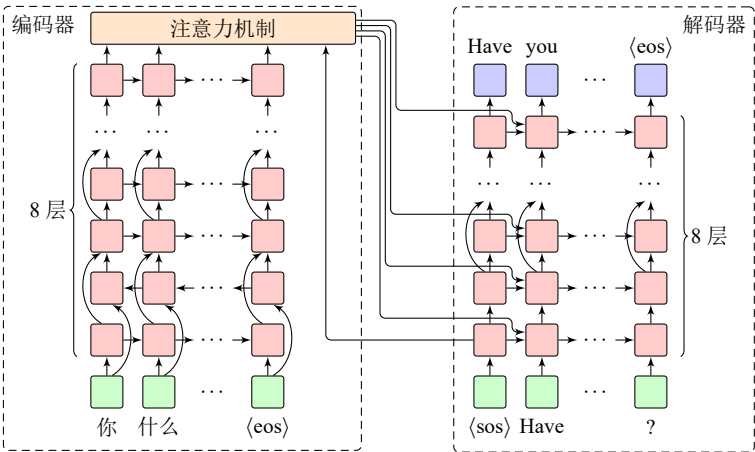 编码器
注意力机制
解码器
Have you ··· ⟨eos⟩
8 层
8 层
你 什么 ··· ⟨eos⟩
⟨sos⟩ Have ··· ?